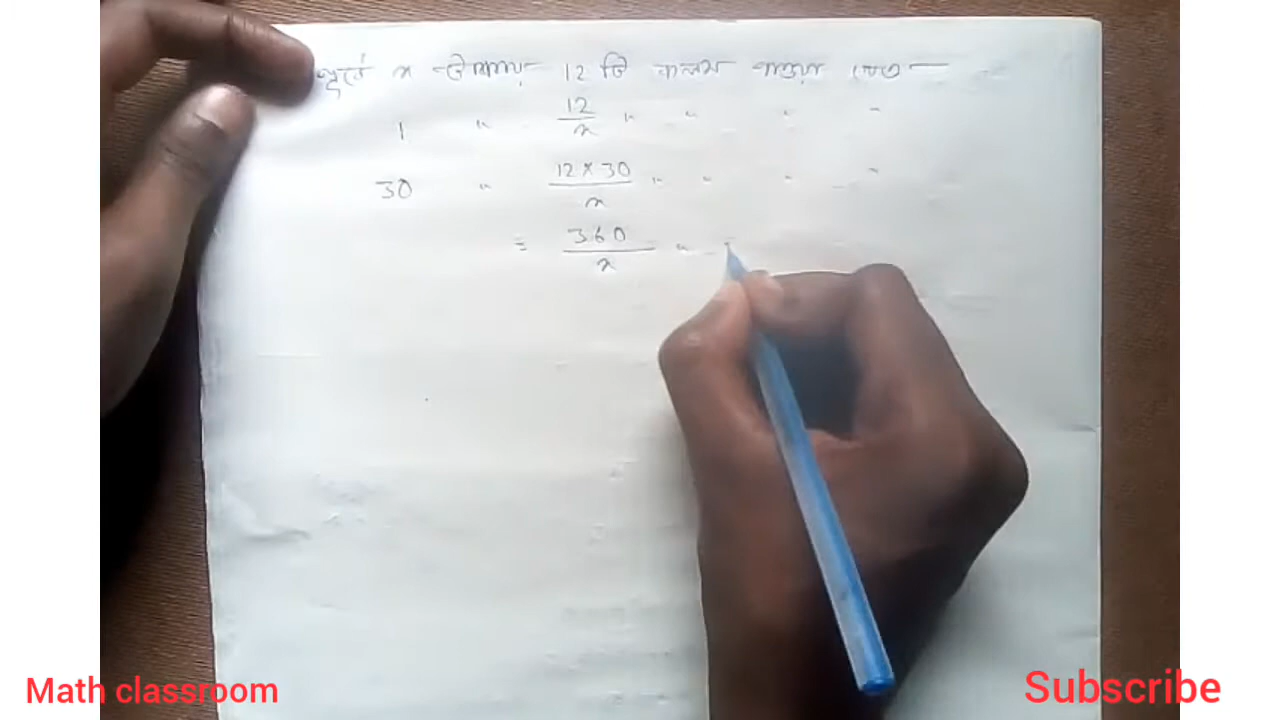 পূর্বে x টাকায় 12 টি কলম পাওয়া যেত
1 " 12/x " " " "
30 " 12 × 30/x " " " "
= 360/x "
Math classroom
Subscribe